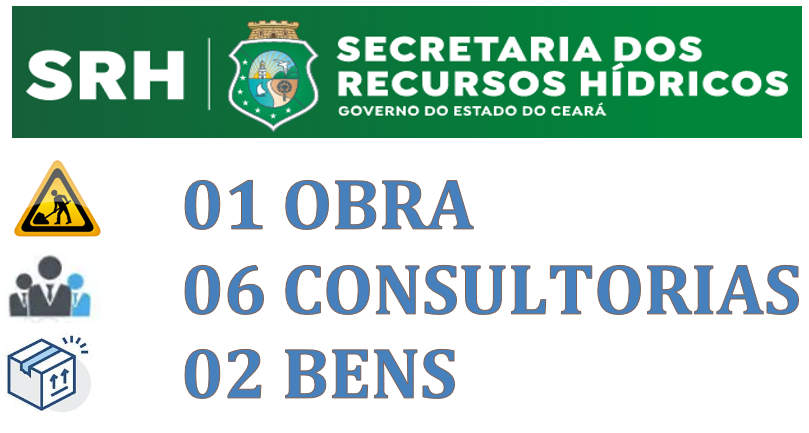 SRH
SECRETARIA DOS
RECURSOS HÍDRICOS
GOVERNO DO ESTADO DO CEARÁ
01 OBRA
06 CONSULTORIAS
02 BENS